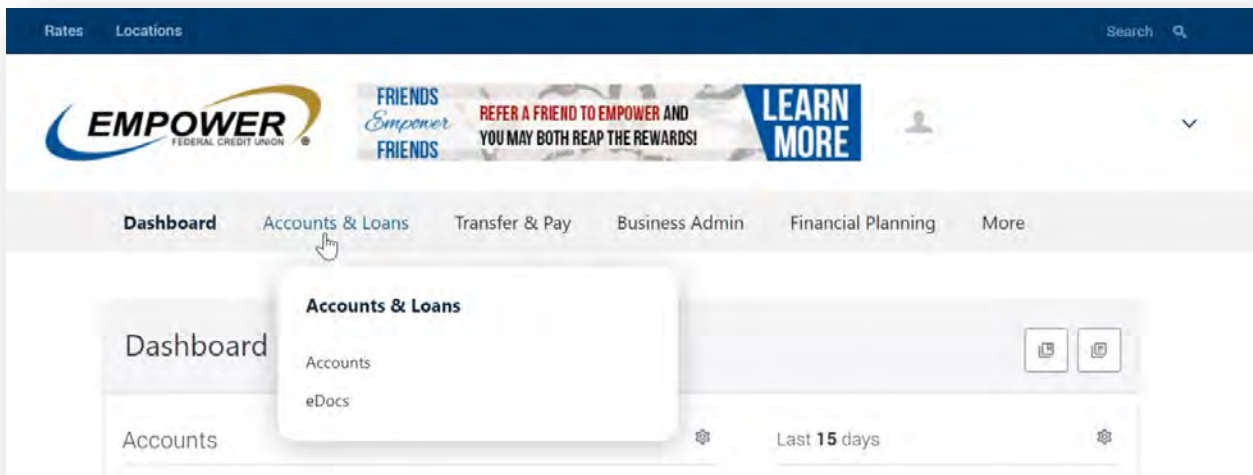 Rates Locations Search
EMPOWER
FEDERAL CREDIT UNION ®
FRIENDS
Empower
FRIENDS
REFER A FRIEND TO EMPOWER AND
YOU MAY BOTH REAP THE REWARDS!
LEARN
MORE
Dashboard Accounts & Loans Transfer & Pay Business Admin Financial Planning More
Accounts & Loans
Dashboard
Accounts
eDocs
Accounts Last 15 days